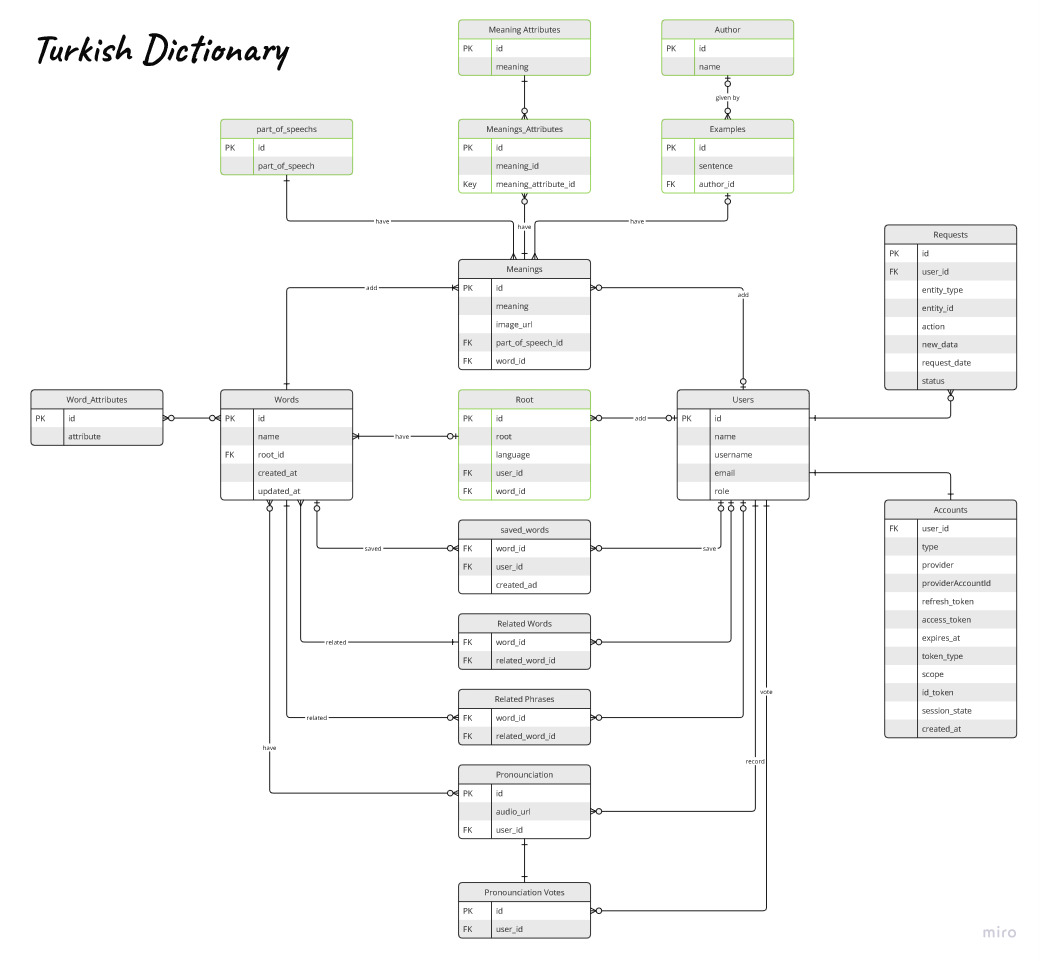 Turkish Dictionary
Meaning Attributes
PK id
meaning
Author
PK id
name
given by
part_of_speechs
PK id
part_of_speech
Meanings_Attributes
PK id
meaning_id
Key meaning_attribute_id
Examples
PK id
sentence
FK author_id
have
have
have
Meanings
PK id
meaning
image_url
FK part_of_speech_id
FK word_id
add
add
Requests
PK id
FK user_id
entity_type
entity_id
action
new_data
request_date
status
Word_Attributes
PK id
attribute
Words
PK id
name
FK root_id
created_at
updated_at
have
Root
PK id
root
language
FK user_id
FK word_id
add
Users
PK id
name
username
email
role
saved_words
FK word_id
FK user_id
created_ad
saved
save
Accounts
FK user_id
type
provider
providerAccountId
refresh_token
access_token
expires_at
token_type
scope
id_token
session_state
created_at
Related Words
FK word_id
FK related_word_id
related
Related Phrases
FK word_id
FK related_word_id
related
vote
have
record
Pronounciation
PK id
audio_url
FK user_id
Pronounciation Votes
PK id
FK user_id
miro